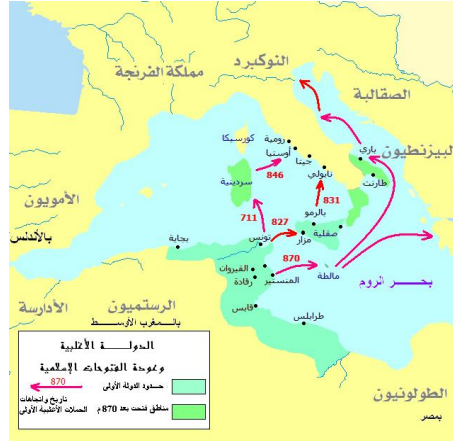 النوكبرد
مملكة الفرنجة
الصقالبة
البيزنطيون
كورسيكا
رومية
أوستيا
جيتا
نابولي
باري
طارنت
سردينية
846
831
711
827
870
بالرمو
صقلية
مزار
تونس
بجاية
القيروان
رقادة
المنستير
مالطة
قابس
طرابلس
الأمويون
بالأندلس
الأدارسة
الرستميون
بالمغرب الأوسط
بحر الروم
الطولونيون
بمصر
الدولة الأغلبية
وعودة الفتوحات الإسلامية
870
تاريخ واتجاهات
الحملات الأغلبية الأولى
حدود الدولة الأولى
مناطق فتحت بعد 870 م